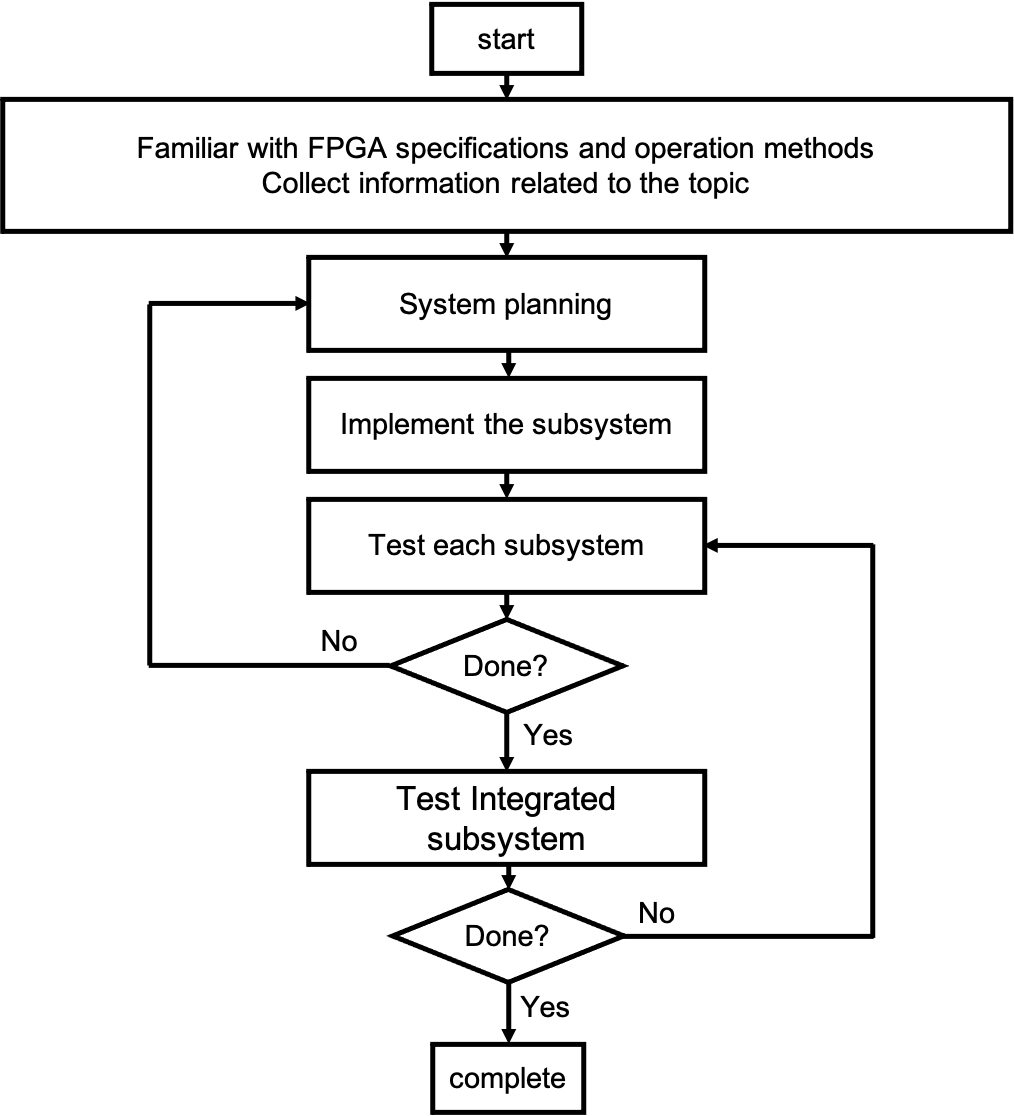 start
Familiar with FPGA specifications and operation methods
Collect information related to the topic
System planning
Implement the subsystem
Test each subsystem
No
Done?
Yes
Test Integrated
subsystem
No
Done?
Yes
complete